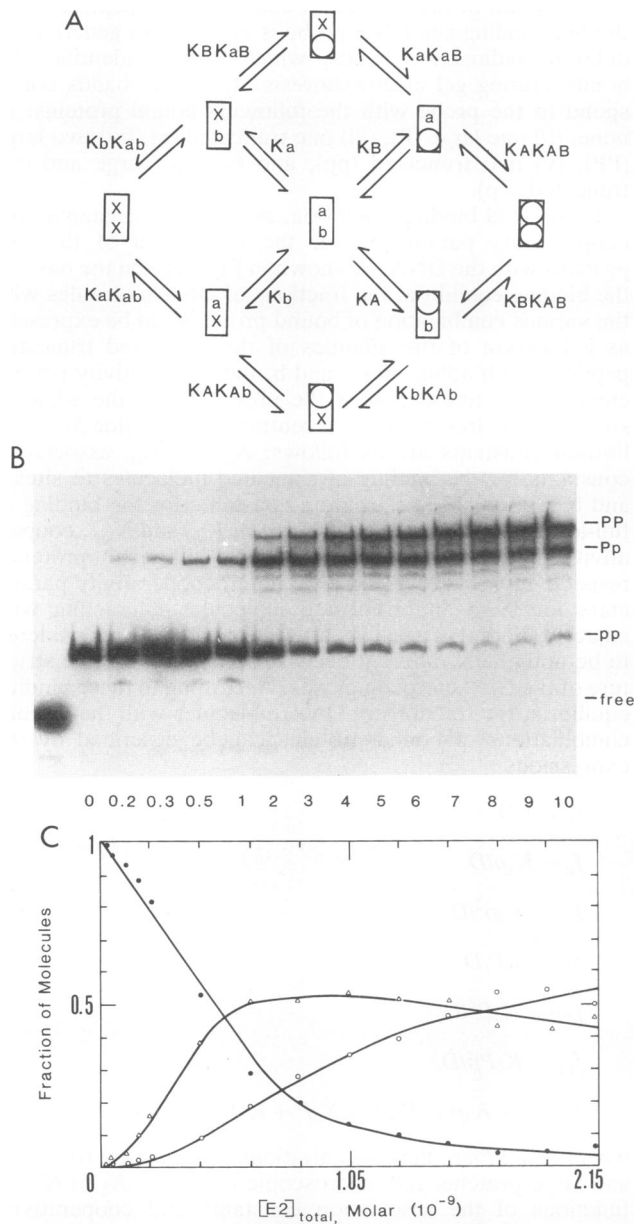 A
X
KBKaB
KaKaB
X
b
a
KbKab
Ka
KB
KAKAB
X
X
a
b
KaKab
a
X
Kb
KA
b
KBKAB
KAKAb
X
KbKAb
B
PP
Pp
pp
free
0 0.2 0.3 0.5 1 2 3 4 5 6 7 8 9 10
C
1
0.5
0
Fraction of Molecules
0 1.05 2.15
[E2] total, Molar (10⁻⁹)